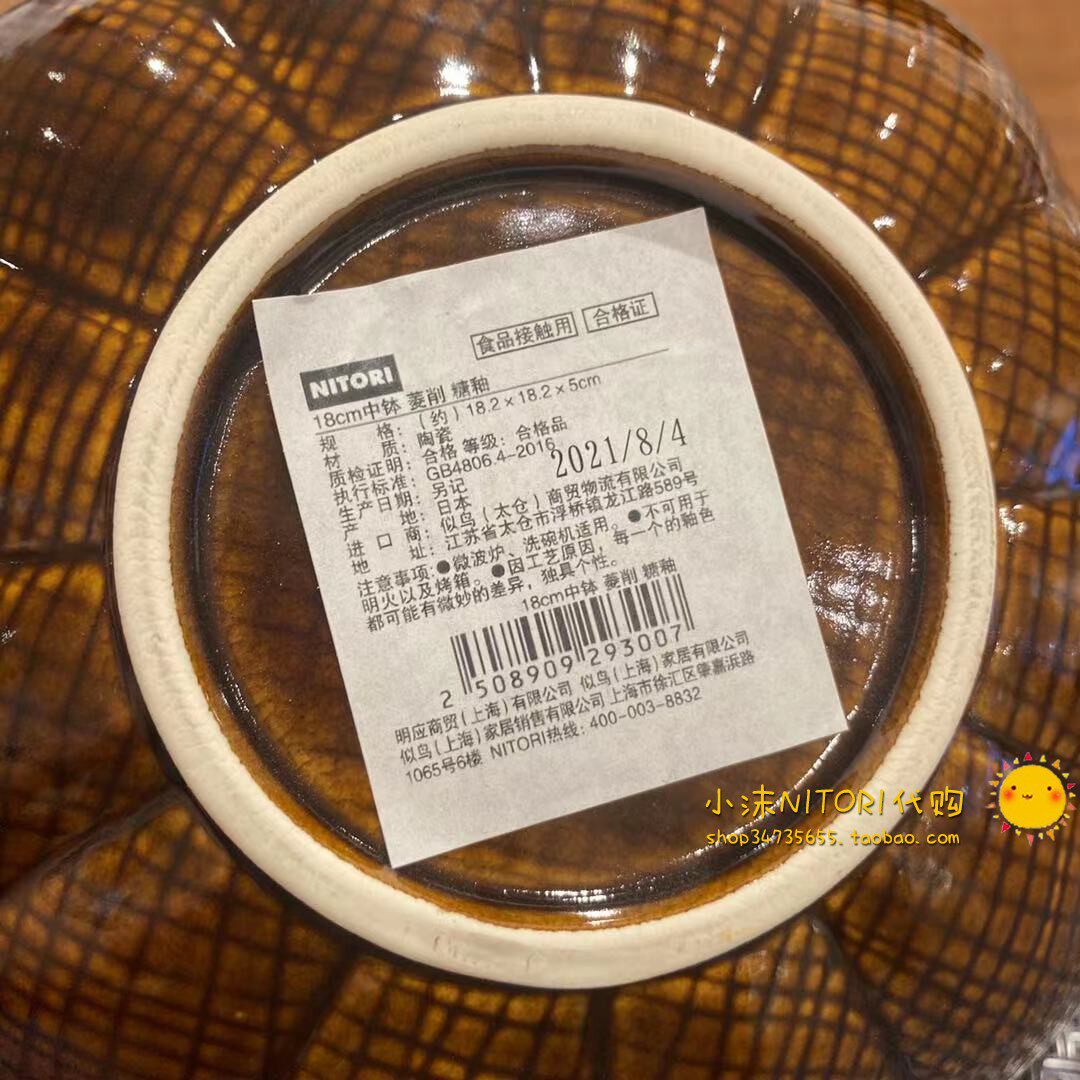 食品接触用 合格证
NITORI
18cm中钵 菱削 糖釉
规格：（约）18.2×18.2×5cm
材质：陶瓷
质检证明：合格 等级：合格品
执行标准：GB4806.4-2016
生产日期：另记 2021/8/4
产地：日本
进口商：似鸟（太仓）商贸物流有限公司
地址：江苏省太仓市浮桥镇龙江路589号
注意事项：●微波炉、洗碗机适用。●不可用于
明火以及烤箱。●因工艺原因，每一个的釉色
都可能有微妙的差异，独具个性。
18cm中钵 菱削 糖釉
2 508909 293007
明应商贸（上海）有限公司 似鸟（上海）家居有限公司
似鸟（上海）家居销售有限公司 上海市徐汇区肇嘉浜路
1065号6楼 NITORI热线：400-003-8832
小沫NITORI代购
shop34735655.taobao.com